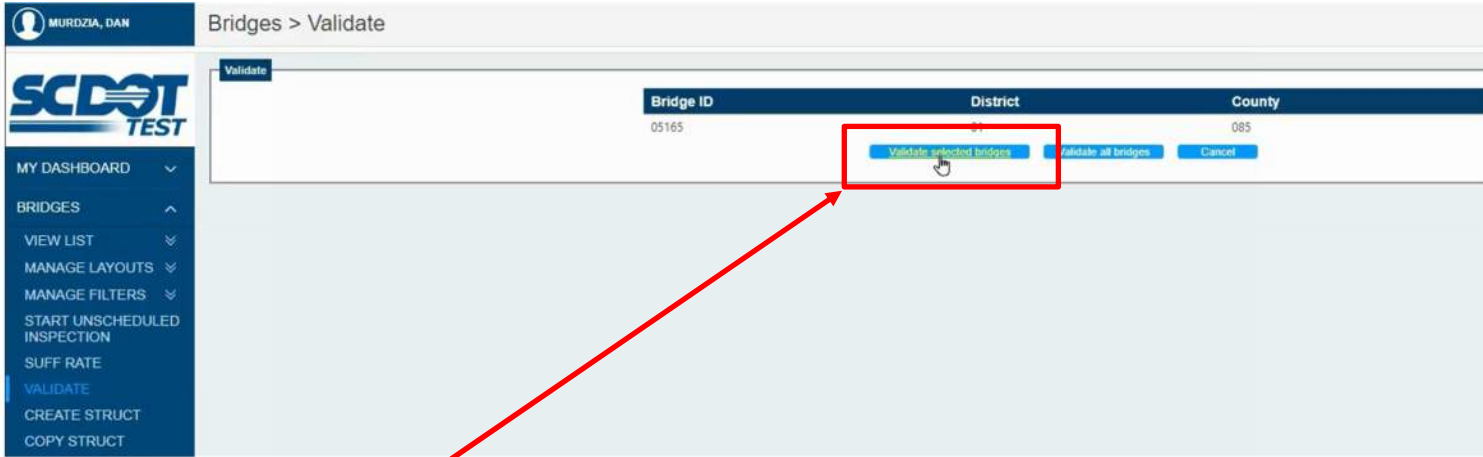 MURDZIA, DAN
Bridges > Validate
SCDOT
TEST
Validate
Bridge ID District County
05165 01 085
Validate selected bridges Validate all bridges Cancel
MY DASHBOARD
BRIDGES
VIEW LIST
MANAGE LAYOUTS
MANAGE FILTERS
START UNSCHEDULED
INSPECTION
SUFF RATE
VALIDATE
CREATE STRUCT
COPY STRUCT